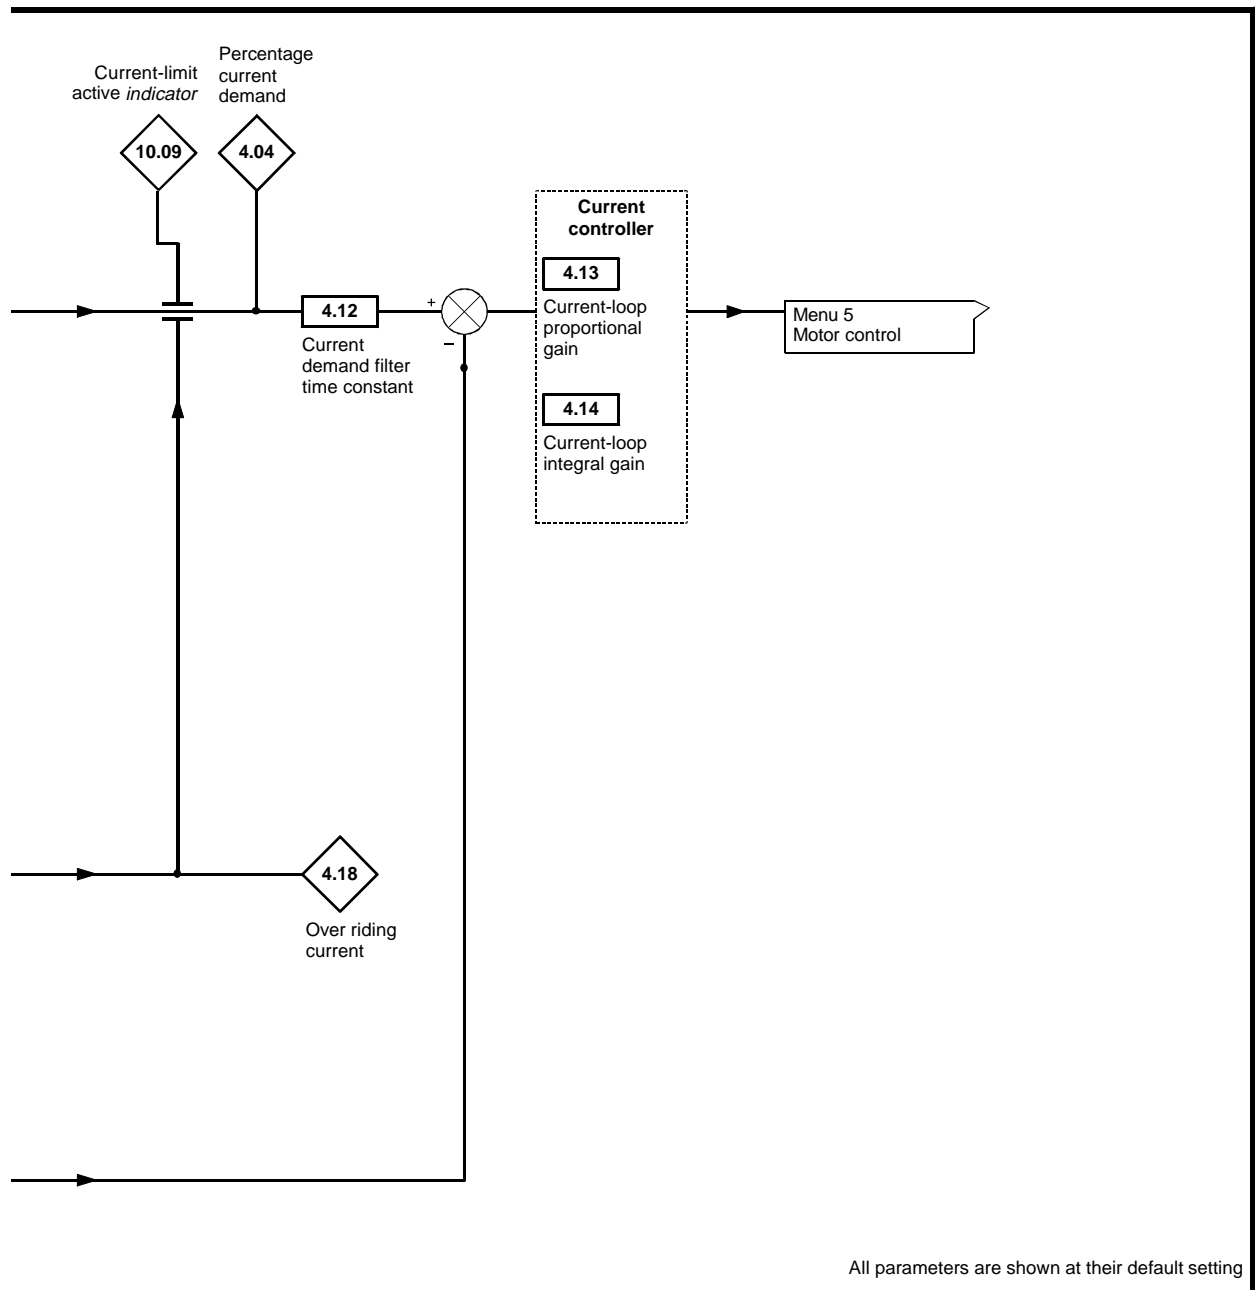 Current-limit
active indicator
Percentage
current
demand
10.09
4.04
Current
controller
4.13
Current-loop
proportional
gain
4.14
Current-loop
integral gain
+
−
4.12
Current
demand filter
time constant
Menu 5
Motor control
4.18
Over riding
current
All parameters are shown at their default setting